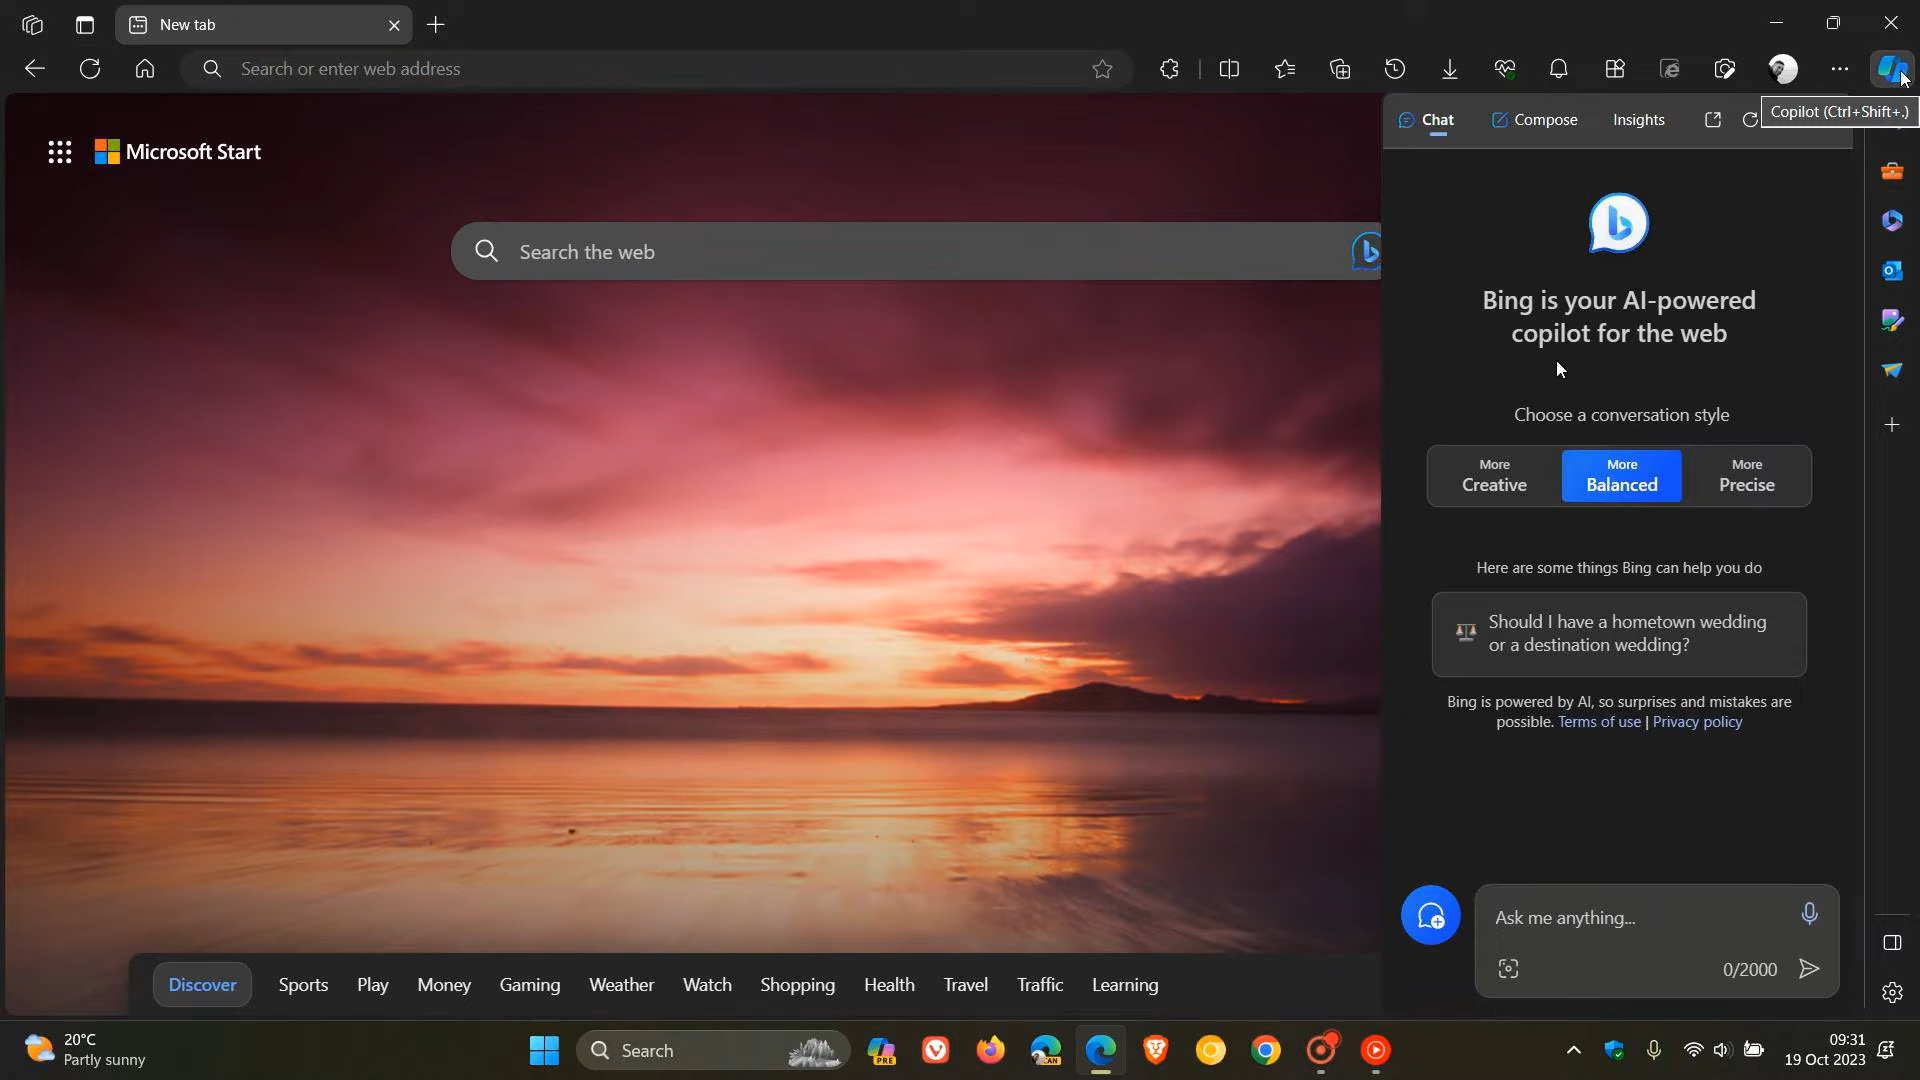 New tab
Search or enter web address
Copilot (Ctrl+Shift+.)
Chat
Compose
Insights
Microsoft Start
Search the web
Bing is your AI-powered
copilot for the web
Choose a conversation style
More
Creative
More
Balanced
More
Precise
Here are some things Bing can help you do
Should I have a hometown wedding
or a destination wedding?
Bing is powered by AI, so surprises and mistakes are
possible. Terms of use | Privacy policy
Ask me anything...
0/2000
Discover
Sports
Play
Money
Gaming
Weather
Watch
Shopping
Health
Travel
Traffic
Learning
20°C
Partly sunny
Search
PRE
CAN
09:31
19 Oct 2023